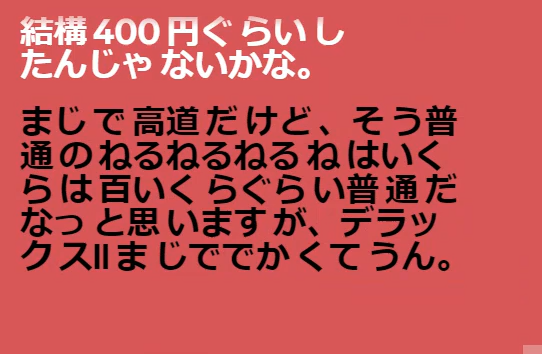 結構400円ぐらいし
たんじゃないかな。
まじで高道だけど、そう普
通のねるねるねるねはいく
らは百いくらぐらい普通だ
なっと思いますが、デラッ
クスIIまじででかくてうん。